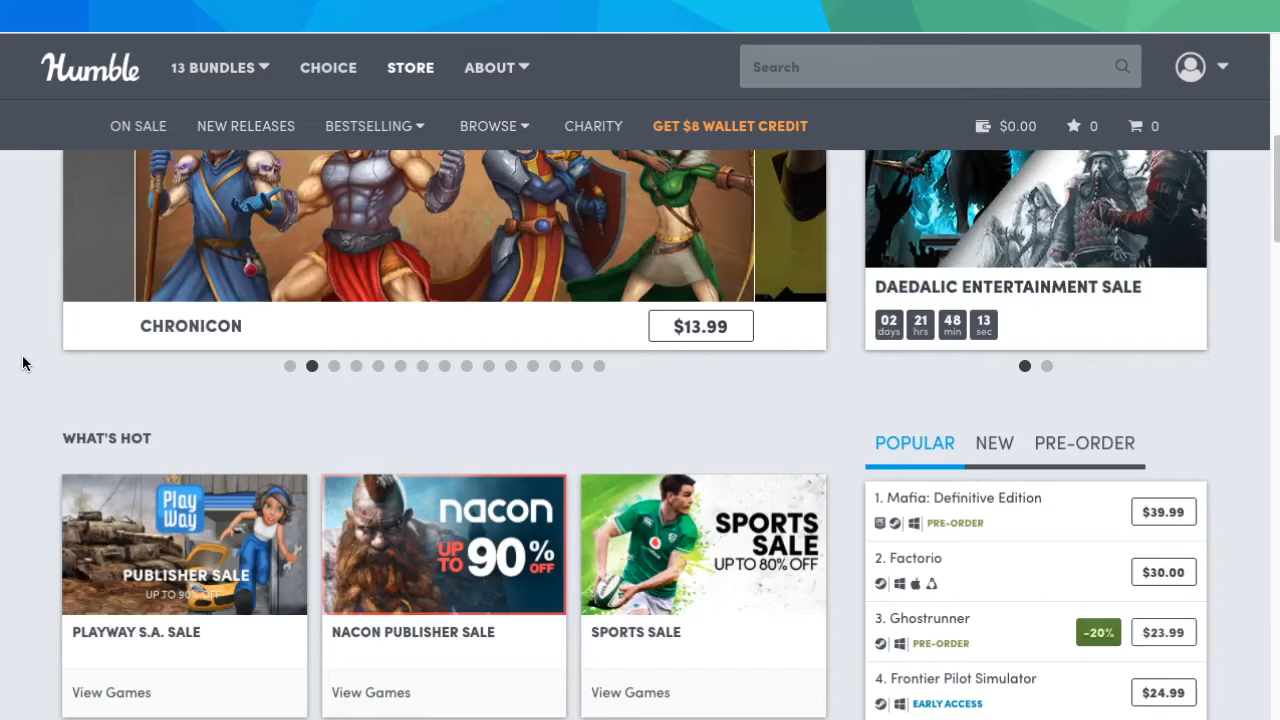 Humble
13 BUNDLES
CHOICE
STORE
ABOUT
Search
ON SALE
NEW RELEASES
BESTSELLING
BROWSE
CHARITY
GET $8 WALLET CREDIT
$0.00
0
0
CHRONICON
$13.99
DAEDALIC ENTERTAINMENT SALE
02 21 48 13
days hrs min sec
WHAT'S HOT
Play
Way
PUBLISHER SALE
UP TO 90% OFF
PLAYWAY S.A. SALE
View Games
nacon
UP TO 90% OFF
NACON PUBLISHER SALE
View Games
SPORTS
SALE
UP TO 80% OFF
SPORTS SALE
View Games
POPULAR
NEW
PRE-ORDER
1. Mafia: Definitive Edition
PRE-ORDER
$39.99
2. Factorio
$30.00
3. Ghostrunner
PRE-ORDER
-20%
$23.99
4. Frontier Pilot Simulator
EARLY ACCESS
$24.99